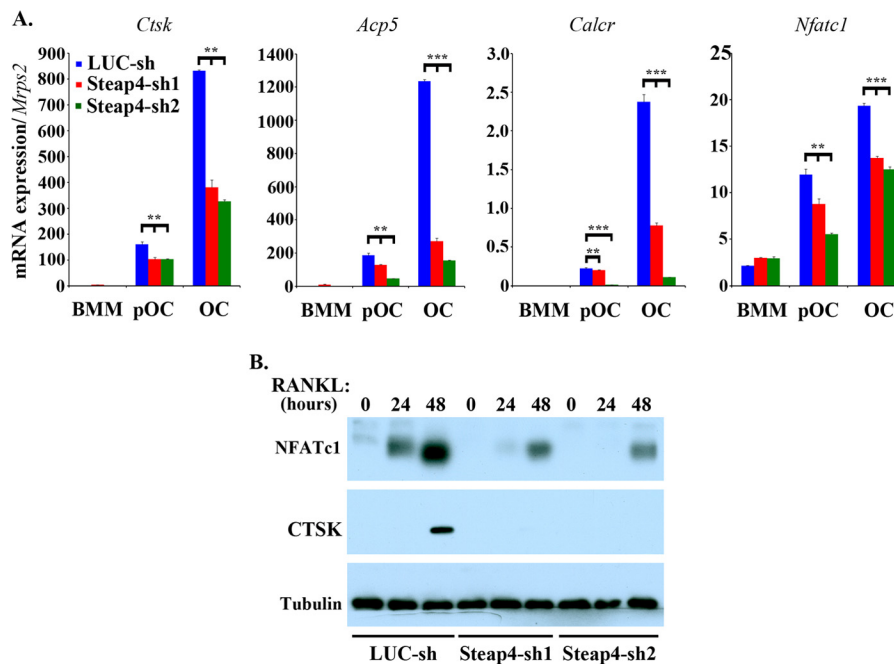 A.
Ctsk
Acp5
Calcr
Nfatc1
mRNA expression/Mrps2
900
800
700
600
500
400
300
200
100
0
LUC-sh
Steap4-sh1
Steap4-sh2
**
**
BMM pOC OC
1400
1200
1000
800
600
400
200
0
**
***
BMM pOC OC
3.0
2.5
2.0
1.5
1.0
0.5
0
***
**
***
BMM pOC OC
25
20
15
10
5
0
**
***
BMM pOC OC
B.
RANKL:
(hours) 0 24 48 0 24 48 0 24 48
NFATc1
CTSK
Tubulin
LUC-sh Steap4-sh1 Steap4-sh2